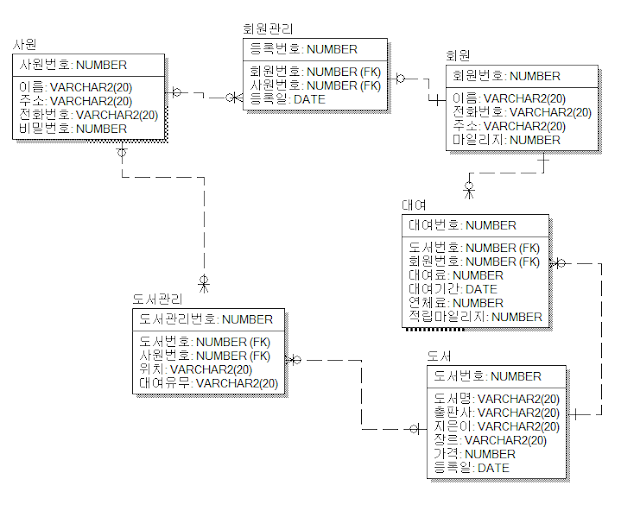 사원
사원번호: NUMBER
이름: VARCHAR2(20)
주소: VARCHAR2(20)
전화번호: VARCHAR2(20)
비밀번호: NUMBER
회원관리
등록번호: NUMBER
회원번호: NUMBER (FK)
사원번호: NUMBER (FK)
등록일: DATE
회원
회원번호: NUMBER
이름: VARCHAR2(20)
전화번호: VARCHAR2(20)
주소: VARCHAR2(20)
마일리지: NUMBER
대여
대여번호: NUMBER
도서번호: NUMBER (FK)
회원번호: NUMBER (FK)
대여료: NUMBER
대여기간: DATE
연체료: NUMBER
적립마일리지: NUMBER
도서관리
도서관리번호: NUMBER
도서번호: NUMBER (FK)
사원번호: NUMBER (FK)
위치: VARCHAR2(20)
대여유무: VARCHAR2(20)
도서
도서번호: NUMBER
도서명: VARCHAR2(20)
출판사: VARCHAR2(20)
지은이: VARCHAR2(20)
장르: VARCHAR2(20)
가격: NUMBER
등록일: DATE